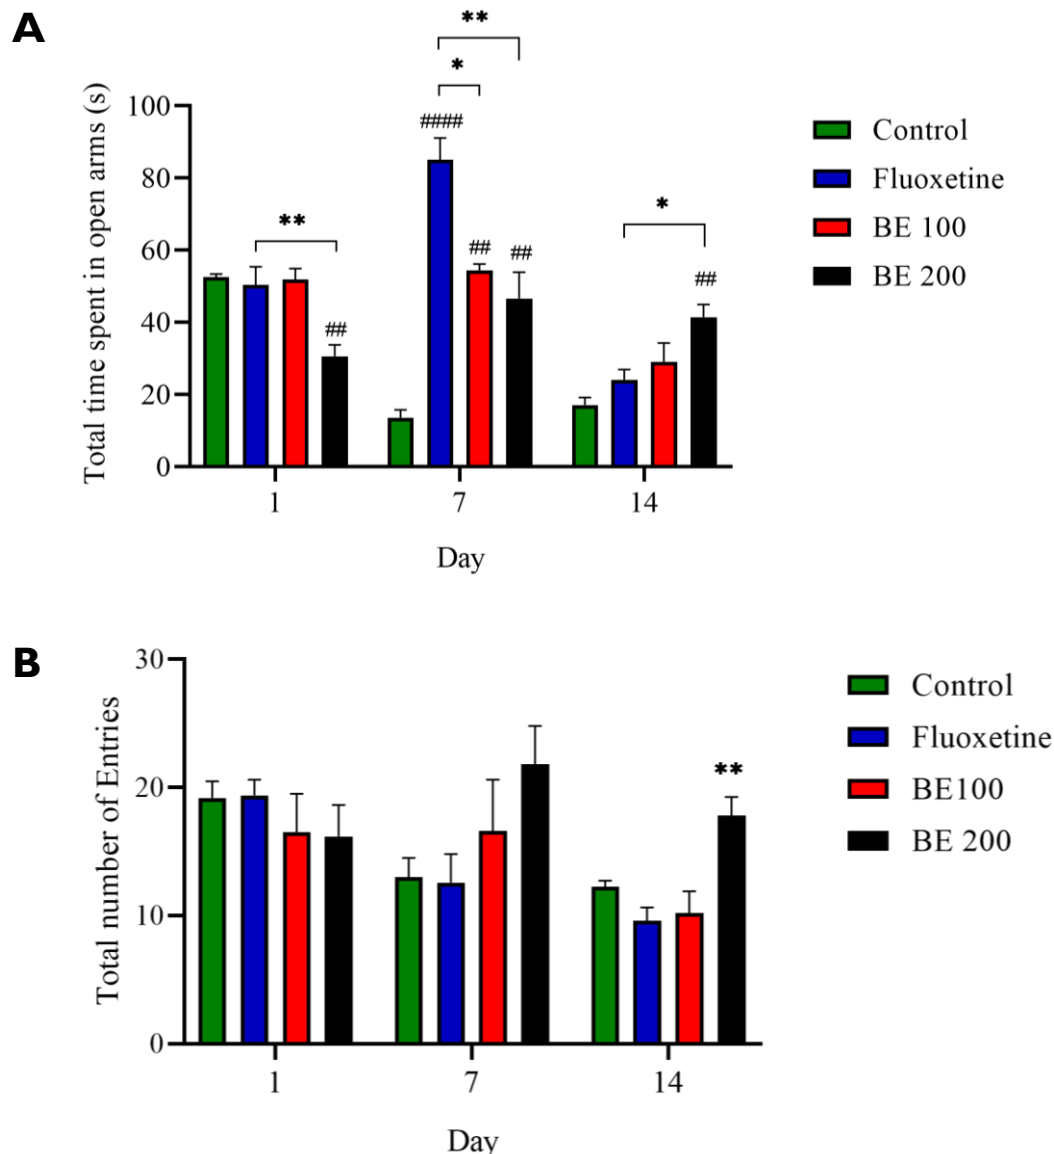 A
**
*
100
####
Control
80
Fluoxetine
**
*
BE 100
60
##
##
BE 200
##
40
##
20
0
Total time spent in open arms (s)
1
7
14
Day
B
30
Control
Fluoxetine
**
BE100
20
BE 200
10
0
Total number of Entries
1
7
14
Day